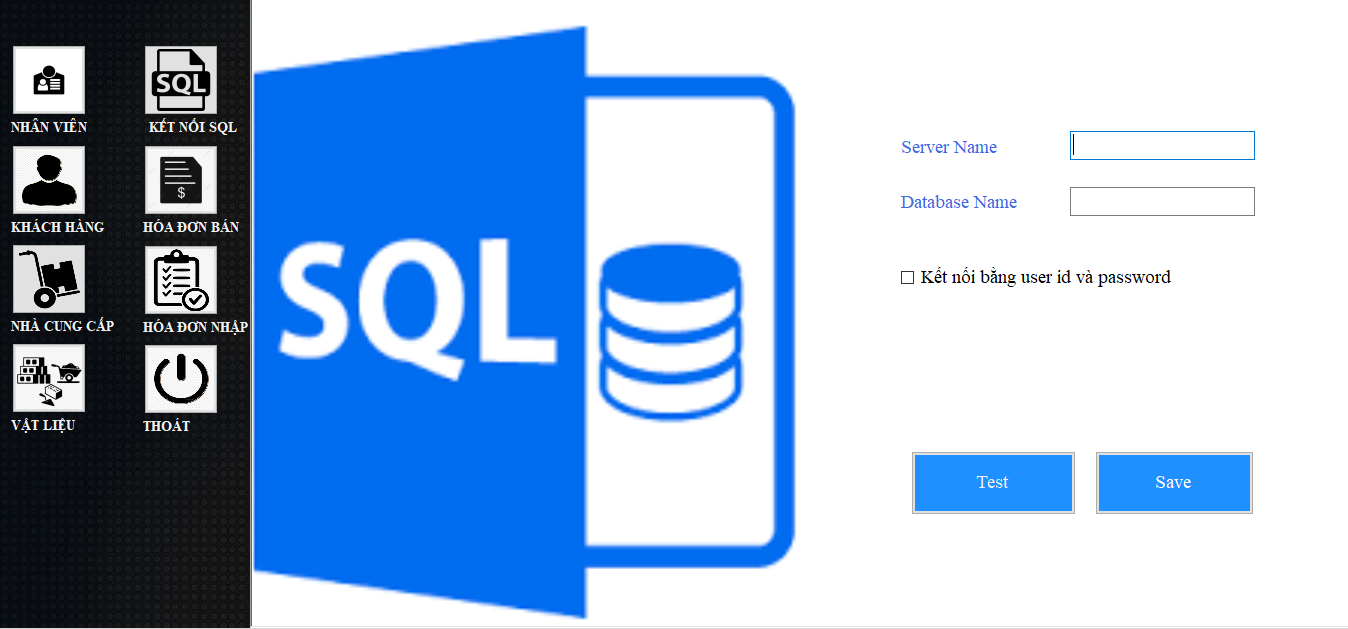 SQL
NHÂN VIÊN
KẾT NỐI SQL
$
KHÁCH HÀNG
HÓA ĐƠN BÁN
NHÀ CUNG CẤP
HÓA ĐƠN NHẬP
VẬT LIỆU
THOÁT
SQL
Server Name
Database Name
Kết nối bằng user id và password
Test
Save